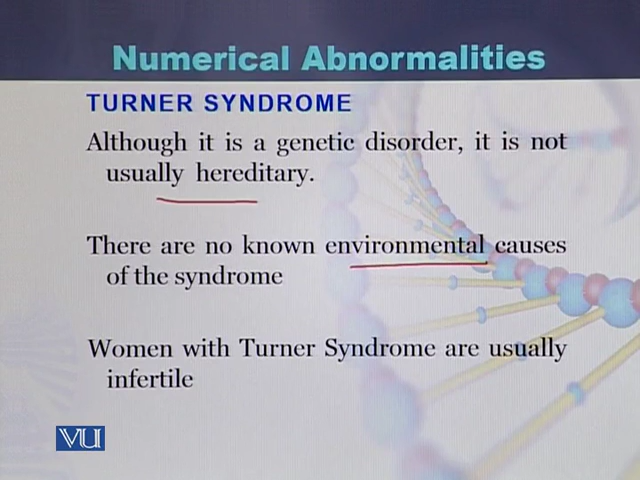 Numerical Abnormalities
TURNER SYNDROME
Although it is a genetic disorder, it is not
usually hereditary.
There are no known environmental causes
of the syndrome
Women with Turner Syndrome are usually
infertile
VU